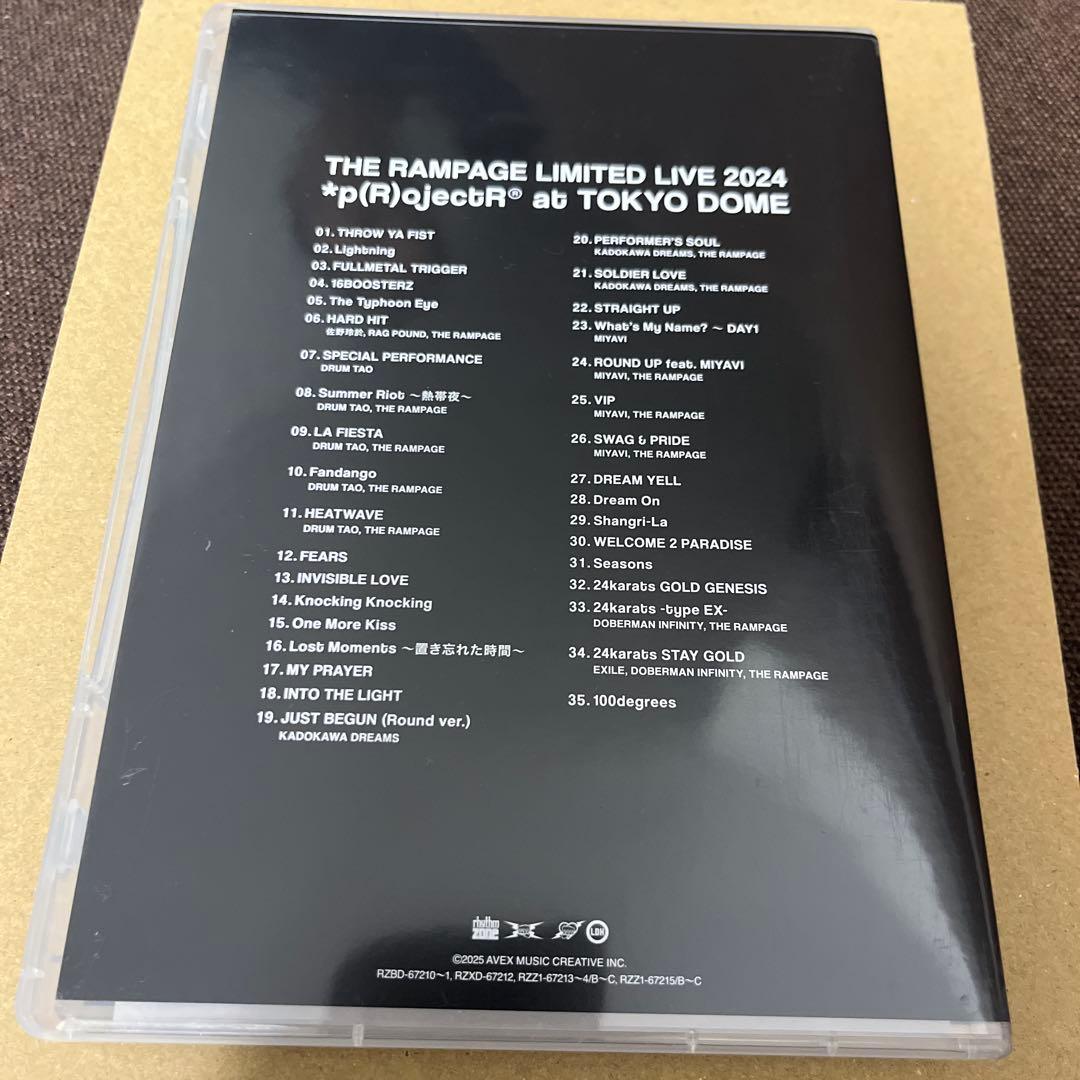 THE RAMPAGE LIMITED LIVE 2024
*p(R)ojectR® at TOKYO DOME
01. THROW YA FIST
02. Lightning
03. FULLMETAL TRIGGER
04. 16BOOSTERZ
05. The Typhoon Eye
06. HARD HIT
佐野玲於, RAG POUND, THE RAMPAGE
07. SPECIAL PERFORMANCE
DRUM TAO
08. Summer Riot 〜熱帯夜〜
DRUM TAO, THE RAMPAGE
09. LA FIESTA
DRUM TAO, THE RAMPAGE
10. Fandango
DRUM TAO, THE RAMPAGE
11. HEATWAVE
DRUM TAO, THE RAMPAGE
12. FEARS
13. INVISIBLE LOVE
14. Knocking Knocking
15. One More Kiss
16. Lost Moments 〜置き忘れた時間〜
17. MY PRAYER
18. INTO THE LIGHT
19. JUST BEGUN (Round ver.)
KADOKAWA DREAMS
20. PERFORMER'S SOUL
KADOKAWA DREAMS, THE RAMPAGE
21. SOLDIER LOVE
KADOKAWA DREAMS, THE RAMPAGE
22. STRAIGHT UP
23. What's My Name? 〜 DAY1
MIYAVI
24. ROUND UP feat. MIYAVI
MIYAVI, THE RAMPAGE
25. VIP
MIYAVI, THE RAMPAGE
26. SWAG & PRIDE
MIYAVI, THE RAMPAGE
27. DREAM YELL
28. Dream On
29. Shangri-La
30. WELCOME 2 PARADISE
31. Seasons
32. 24karats GOLD GENESIS
33. 24karats -type EX-
DOBERMAN INFINITY, THE RAMPAGE
34. 24karats STAY GOLD
EXILE, DOBERMAN INFINITY, THE RAMPAGE
35. 100degrees
rhythm
zone
LDH
©2025 AVEX MUSIC CREATIVE INC.
RZBD-67210〜1, RZXD-67212, RZZ1-67213〜4/B〜C, RZZ1-67215/B〜C